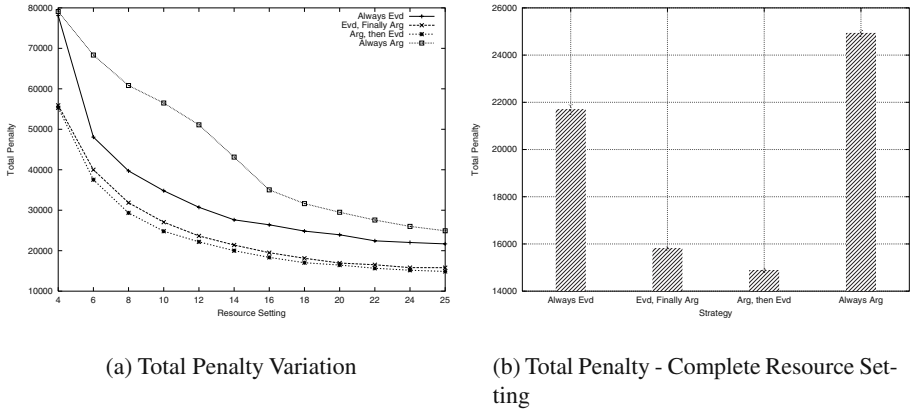 Always Evd
Evd, Finally Arg
Arg, then Evd
Always Arg
80000
70000
60000
50000
40000
30000
20000
10000
Total Penalty
4 6 8 10 12 14 16 18 20 22 24 25
Resource Setting
(a) Total Penalty Variation
26000
24000
22000
20000
18000
16000
14000
Total Penalty
Always Evd Evd, Finally Arg Arg, then Evd Always Arg
Strategy
(b) Total Penalty - Complete Resource Set-
ting